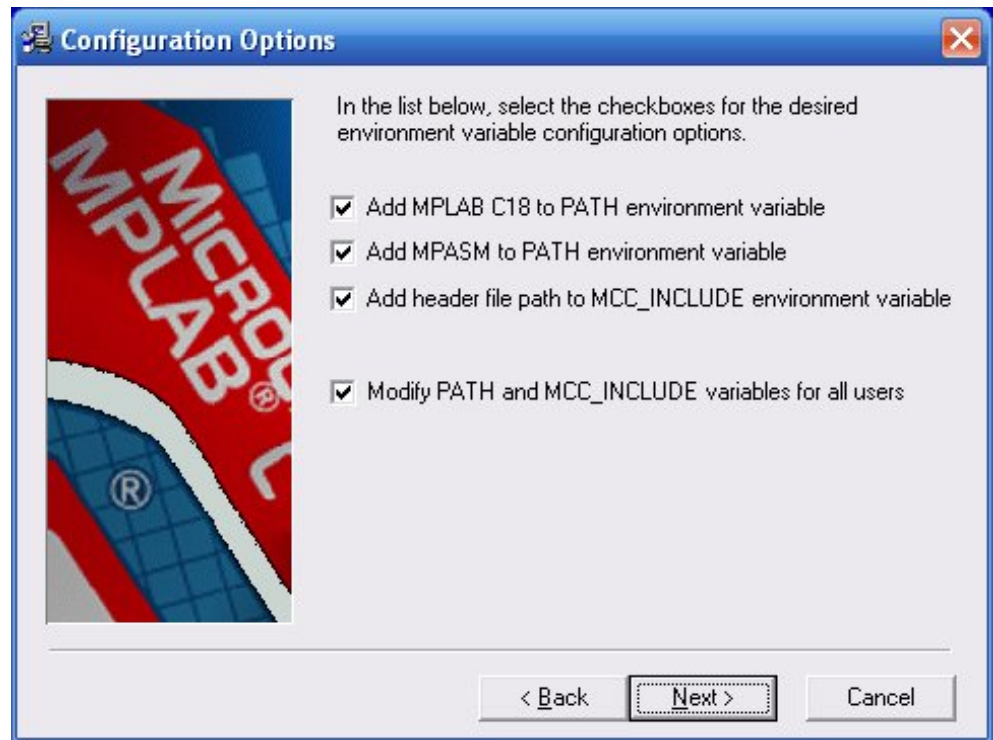 Configuration Options
In the list below, select the checkboxes for the desired
environment variable configuration options.
MICRO
MPLAB® C
®
Add MPLAB C18 to PATH environment variable
Add MPASM to PATH environment variable
Add header file path to MCC_INCLUDE environment variable
Modify PATH and MCC_INCLUDE variables for all users
< Back
Next >
Cancel